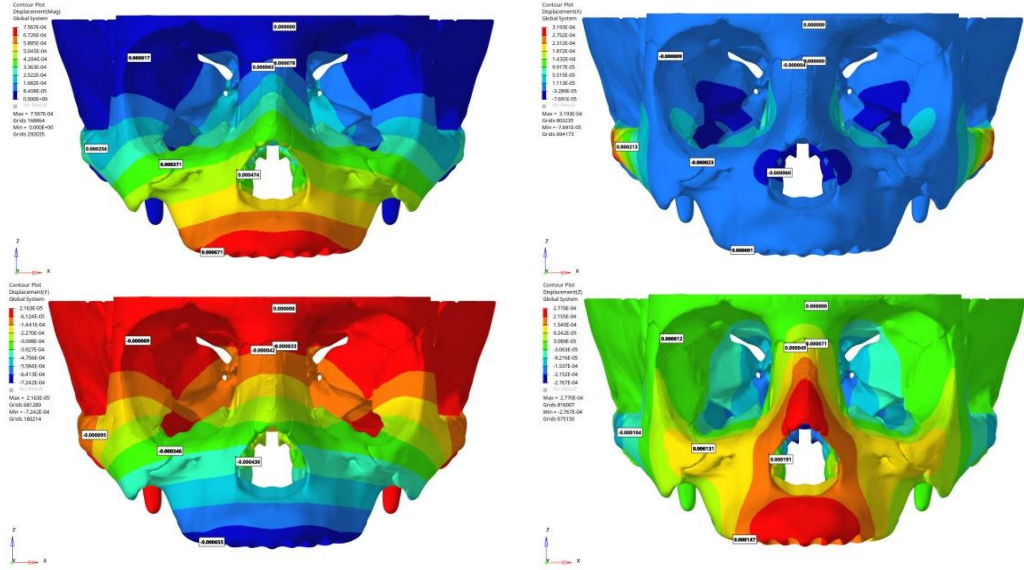 Contour Plot
Displacement(Mag)
Global System
7.567E-04
6.726E-04
5.885E-04
5.045E-04
4.204E-04
3.363E-04
2.522E-04
1.682E-04
8.408E-05
0.000E+00
No Result
Max = 7.567E-04
Grids 168864
Min = 0.000E+00
Grids 292035
0.000000
0.000017
0.000083
0.000078
0.000256
0.000371
0.000474
0.000671
Z
Y
X
Contour Plot
Displacement(X)
Global System
3.193E-04
2.752E-04
2.312E-04
1.872E-04
1.432E-04
9.917E-05
5.515E-05
1.113E-05
-3.289E-05
-7.691E-05
No Result
Max = 3.193E-04
Grids 803235
Min = -7.691E-05
Grids 694173
0.000000
-0.000009
-0.000004
0.000000
0.000213
-0.000023
-0.000060
0.000001
Z
Y
X
Contour Plot
Displacement(Y)
Global System
2.163E-05
-6.124E-05
-1.441E-04
-2.270E-04
-3.098E-04
-3.927E-04
-4.756E-04
-5.584E-04
-6.413E-04
-7.242E-04
No Result
Max = 2.163E-05
Grids 681289
Min = -7.242E-04
Grids 180214
0.000000
-0.000009
-0.000042
-0.000033
-0.000095
-0.000346
-0.000430
-0.000655
Z
Y
X
Contour Plot
Displacement(Z)
Global System
2.770E-04
2.155E-04
1.540E-04
9.242E-05
3.089E-05
-3.063E-05
-9.216E-05
-1.537E-04
-2.152E-04
-2.767E-04
No Result
Max = 2.770E-04
Grids 816007
Min = -2.767E-04
Grids 675150
0.000000
0.000012
0.000071
-0.000104
0.000131
0.000191
0.000147
Z
Y
X